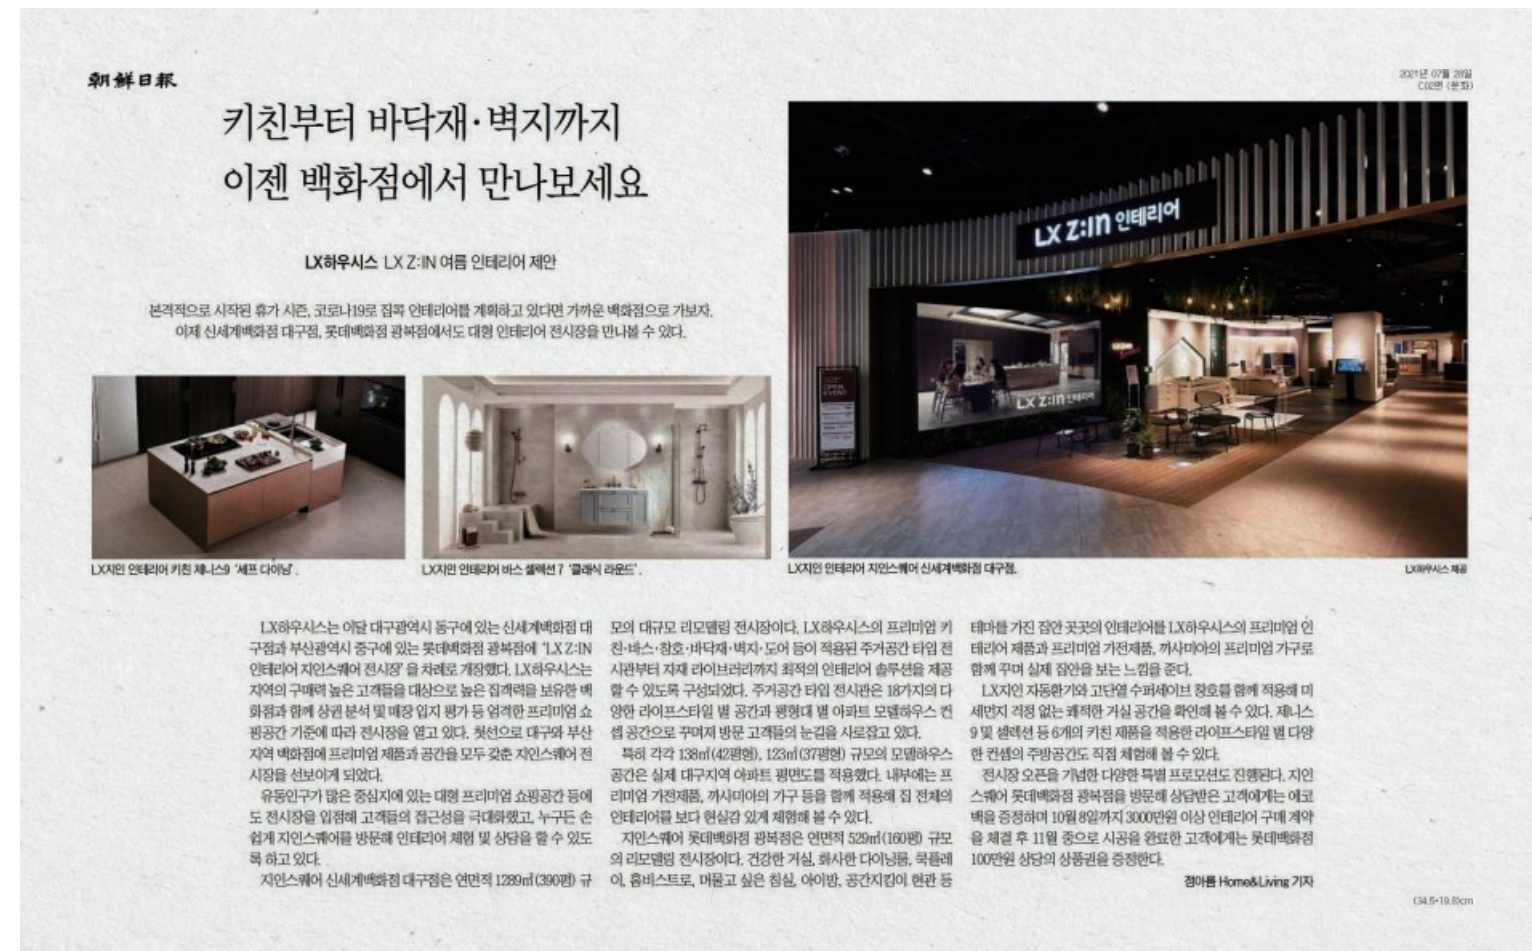 朝鮮日報
2021년 07월 28일
C02면 (문화)
키친부터 바닥재·벽지까지
이젠 백화점에서 만나보세요
LX하우시스 LX Z:IN 여름 인테리어 제안
본격적으로 시작된 휴가 시즌, 코로나19로 집콕 인테리어를 계획하고 있다면 가까운 백화점으로 가보자.
이제 신세계백화점 대구점, 롯데백화점 광복점에서도 대형 인테리어 전시장을 만나볼 수 있다.
LX Z:IN 인테리어
OPEN
EVENT
LX Z:IN 인테리어
LX지인 인테리어 키친 제니스9 ‘셰프 다이닝’.
LX지인 인테리어 바스 셀렉션 7 ‘클래식 라운드’.
LX지인 인테리어 지인스퀘어 신세계백화점 대구점.
LX하우시스 제공
LX하우시스는 이달 대구광역시 동구에 있는 신세계백화점 대
구점과 부산광역시 중구에 있는 롯데백화점 광복점에 ‘LX Z:IN
인테리어 지인스퀘어 전시장’을 차례로 개장했다. LX하우시스는
지역의 구매력 높은 고객들을 대상으로 높은 집객력을 보유한 백
화점과 함께 상권 분석 및 매장 입지 평가 등 엄격한 프리미엄 쇼
핑공간 기준에 따라 전시장을 열고 있다. 첫선으로 대구와 부산
지역 백화점에 프리미엄 제품과 공간을 모두 갖춘 지인스퀘어 전
시장을 선보이게 되었다.
유동인구가 많은 중심지에 있는 대형 프리미엄 쇼핑공간 등에
도 전시장을 입점해 고객들의 접근성을 극대화했고, 누구든 손
쉽게 지인스퀘어를 방문해 인테리어 체험 및 상담을 할 수 있도
록 하고 있다.
지인스퀘어 신세계백화점 대구점은 연면적 1289㎡(390평) 규
모의 대규모 리모델링 전시장이다. LX하우시스의 프리미엄 키
친·바스·창호·바닥재·벽지·도어 등이 적용된 주거공간 타입 전
시관부터 자재 라이브러리까지 최적의 인테리어 솔루션을 제공
할 수 있도록 구성되었다. 주거공간 타입 전시관은 18가지의 다
양한 라이프스타일 별 공간과 평형대 별 아파트 모델하우스 컨
셉 공간으로 꾸며져 방문 고객들의 눈길을 사로잡고 있다.
특히 각각 138㎡(42평형), 123㎡(37평형) 규모의 모델하우스
공간은 실제 대구지역 아파트 평면도를 적용했다. 내부에는 프
리미엄 가전제품, 까사미아의 가구 등을 함께 적용해 집 전체의
인테리어를 보다 현실감 있게 체험해 볼 수 있다.
지인스퀘어 롯데백화점 광복점은 연면적 529㎡(160평) 규모
의 리모델링 전시장이다. 건강한 거실, 화사한 다이닝룸, 쿡플레
이, 홈비스트로, 머물고 싶은 침실, 아이방, 공간지킴이 현관 등
테마를 가진 집안 곳곳의 인테리어를 LX하우시스의 프리미엄 인
테리어 제품과 프리미엄 가전제품, 까사미아의 프리미엄 가구로
함께 꾸며 실제 집안을 보는 느낌을 준다.
LX지인 자동환기와 고단열 수퍼세이브 창호를 함께 적용해 미
세먼지 걱정 없는 쾌적한 거실 공간을 확인해 볼 수 있다. 제니스
9 및 셀렉션 등 6개의 키친 제품을 적용한 라이프스타일 별 다양
한 컨셉의 주방공간도 직접 체험해 볼 수 있다.
전시장 오픈을 기념한 다양한 특별 프로모션도 진행된다. 지인
스퀘어 롯데백화점 광복점을 방문해 상담받은 고객에게는 에코
백을 증정하며 10월 8일까지 3000만원 이상 인테리어 구매 계약
을 체결 후 11월 중으로 시공을 완료한 고객에게는 롯데백화점
100만원 상당의 상품권을 증정한다.
정아름 Home&Living 기자
(34.5*19.8)cm